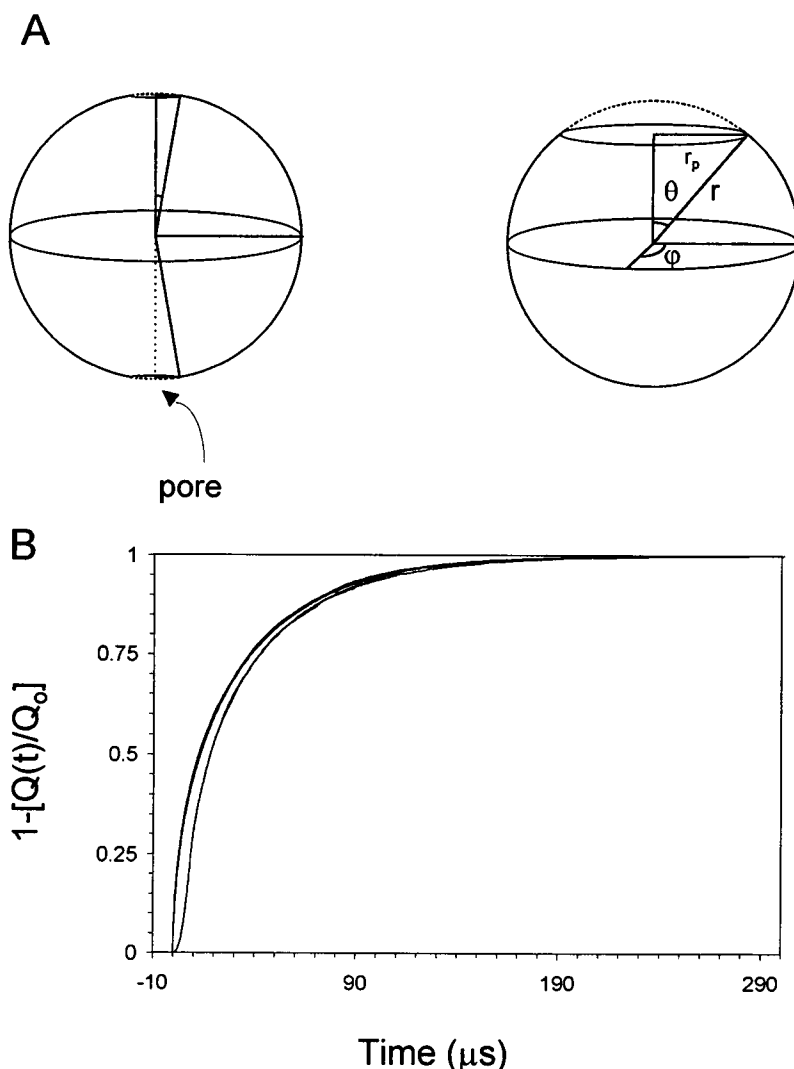 A
r_p
θ r
φ
pore
B
1-[Q(t)/Q_o]
1
0.75
0.5
0.25
0
-10 90 190 290
Time (μs)